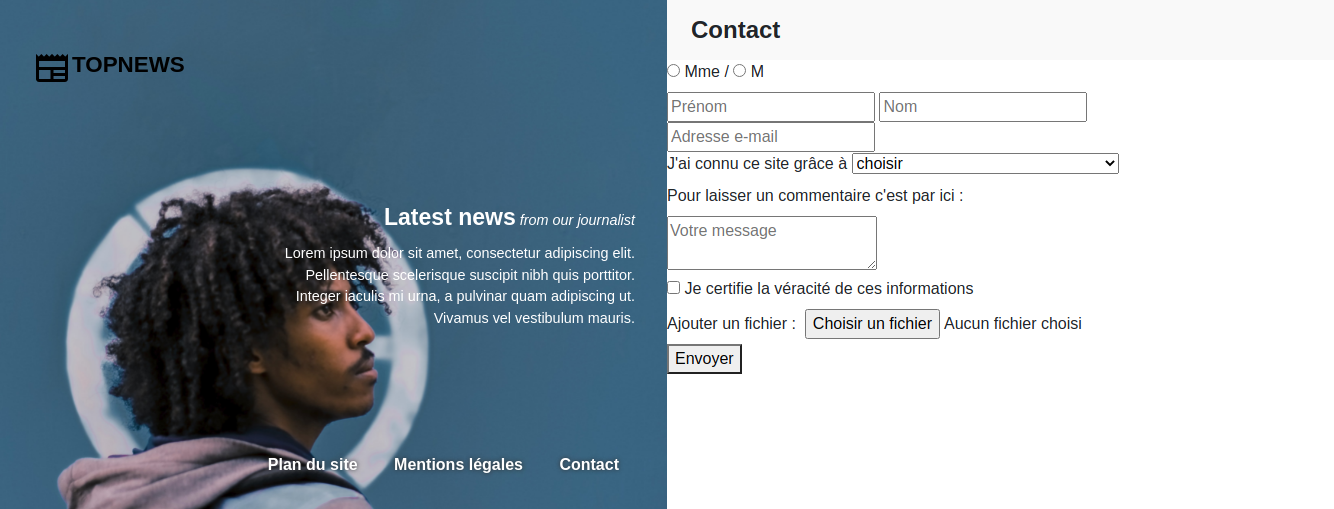 TOPNEWS
Latest news from our journalist
Lorem ipsum dolor sit amet, consectetur adipiscing elit.
Pellentesque scelerisque suscipit nibh quis porttitor.
Integer iaculis mi urna, a pulvinar quam adipiscing ut.
Vivamus vel vestibulum mauris.
Plan du site Mentions légales Contact
Contact
Mme / M
Prénom Nom
Adresse e-mail
J'ai connu ce site grâce à choisir
Pour laisser un commentaire c'est par ici :
Votre message
Je certifie la véracité de ces informations
Ajouter un fichier : Choisir un fichier Aucun fichier choisi
Envoyer